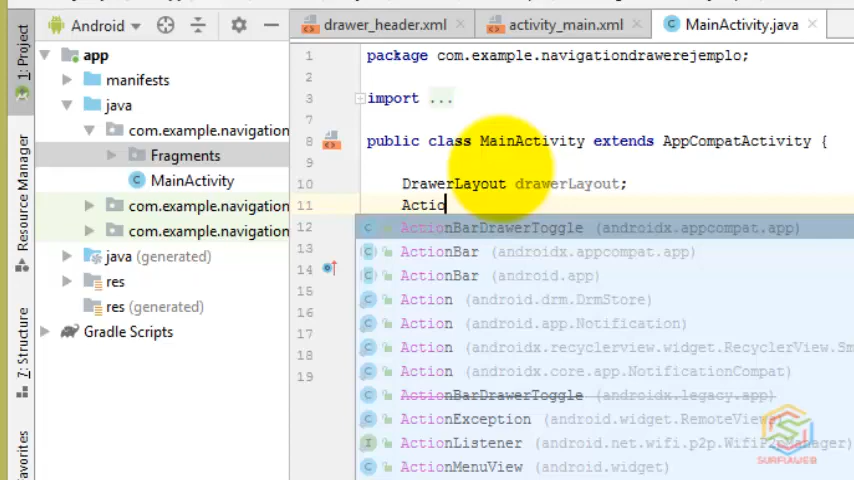 Android
drawer_header.xml
activity_main.xml
MainActivity.java
1: Project
Resource Manager
7: Structure
avorites
app
manifests
java
com.example.navigation
Fragments
MainActivity
com.example.navigation
com.example.navigation
java (generated)
res
res (generated)
Gradle Scripts
1 package com.example.navigationdrawerejemplo;
2
3 import ...
8 public class MainActivity extends AppCompatActivity {
9
10 DrawerLayout drawerLayout;
11 Actio
12
13
14
15
16
17
18
19
ActionBarDrawerToggle (androidx.appcompat.app)
ActionBar (androidx.appcompat.app)
ActionBar (android.app)
Action (android.drm.DrmStore)
Action (android.app.Notification)
Action (androidx.recyclerview.widget.RecyclerView.Sm
Action (androidx.core.app.NotificationCompat)
ActionBarDrawerToggle (androidx.legacy.app)
ActionException (android.widget.RemoteViews)
ActionListener (android.net.wifi.p2p.WifiP2pManager)
ActionMenuView (android.widget)
SURFLAWEB